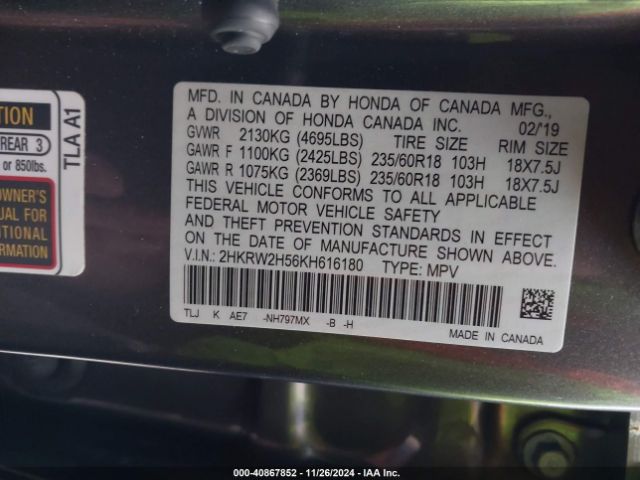 TION
REAR 3
or 850lbs.
OWNER'S
UAL FOR
ITIONAL
RMATION
TLA A1
MFD. IN CANADA BY HONDA OF CANADA MFG.,
A DIVISION OF HONDA CANADA INC. 02/'19
GVWR 2130KG (4695LBS) TIRE SIZE RIM SIZE
GAWR F 1100KG (2425LBS) 235/60R18 103H 18X7.5J
GAWR R 1075KG (2369LBS) 235/60R18 103H 18X7.5J
THIS VEHICLE CONFORMS TO ALL APPLICABLE
FEDERAL MOTOR VEHICLE SAFETY
AND THEFT PREVENTION STANDARDS IN EFFECT
ON THE DATE OF MANUFACTURE SHOWN ABOVE.
V.I.N.: 2HKRW2H56KH616180 TYPE: MPV
TLJ K AE7 -NH797MX -B -H
MADE IN CANADA
000-40867852 | 11/26/2024 | IAA Inc.